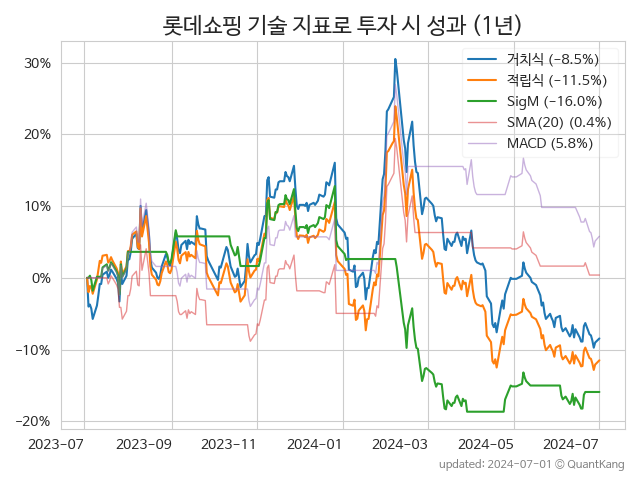 롯데쇼핑 기술 지표로 투자 시 성과 (1년)
거치식 (−8.5%)
적립식 (−11.5%)
SigM (−16.0%)
SMA(20) (0.4%)
MACD (5.8%)
30%
20%
10%
0%
−10%
−20%
2023-07 2023-09 2023-11 2024-01 2024-03 2024-05 2024-07
updated: 2024-07-01 © QuantKang